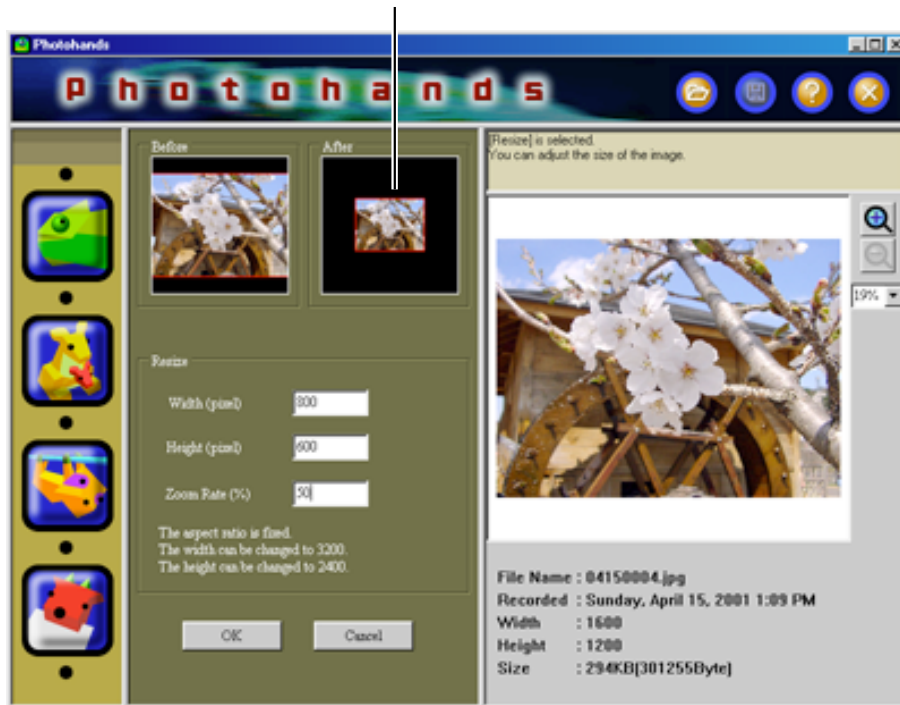 Photohands
Photohands
[Resize] is selected.
You can adjust the size of the image.
Before
After
19%
Resize
Width (pixel)
800
Height (pixel)
600
Zoom Rate (%)
50
The aspect ratio is fixed.
The width can be changed to 3200.
The height can be changed to 2400.
OK
Cancel
File Name : 04150004.jpg
Recorded : Sunday, April 15, 2001 1:09 PM
Width : 1600
Height : 1200
Size : 294KB[301255Byte]